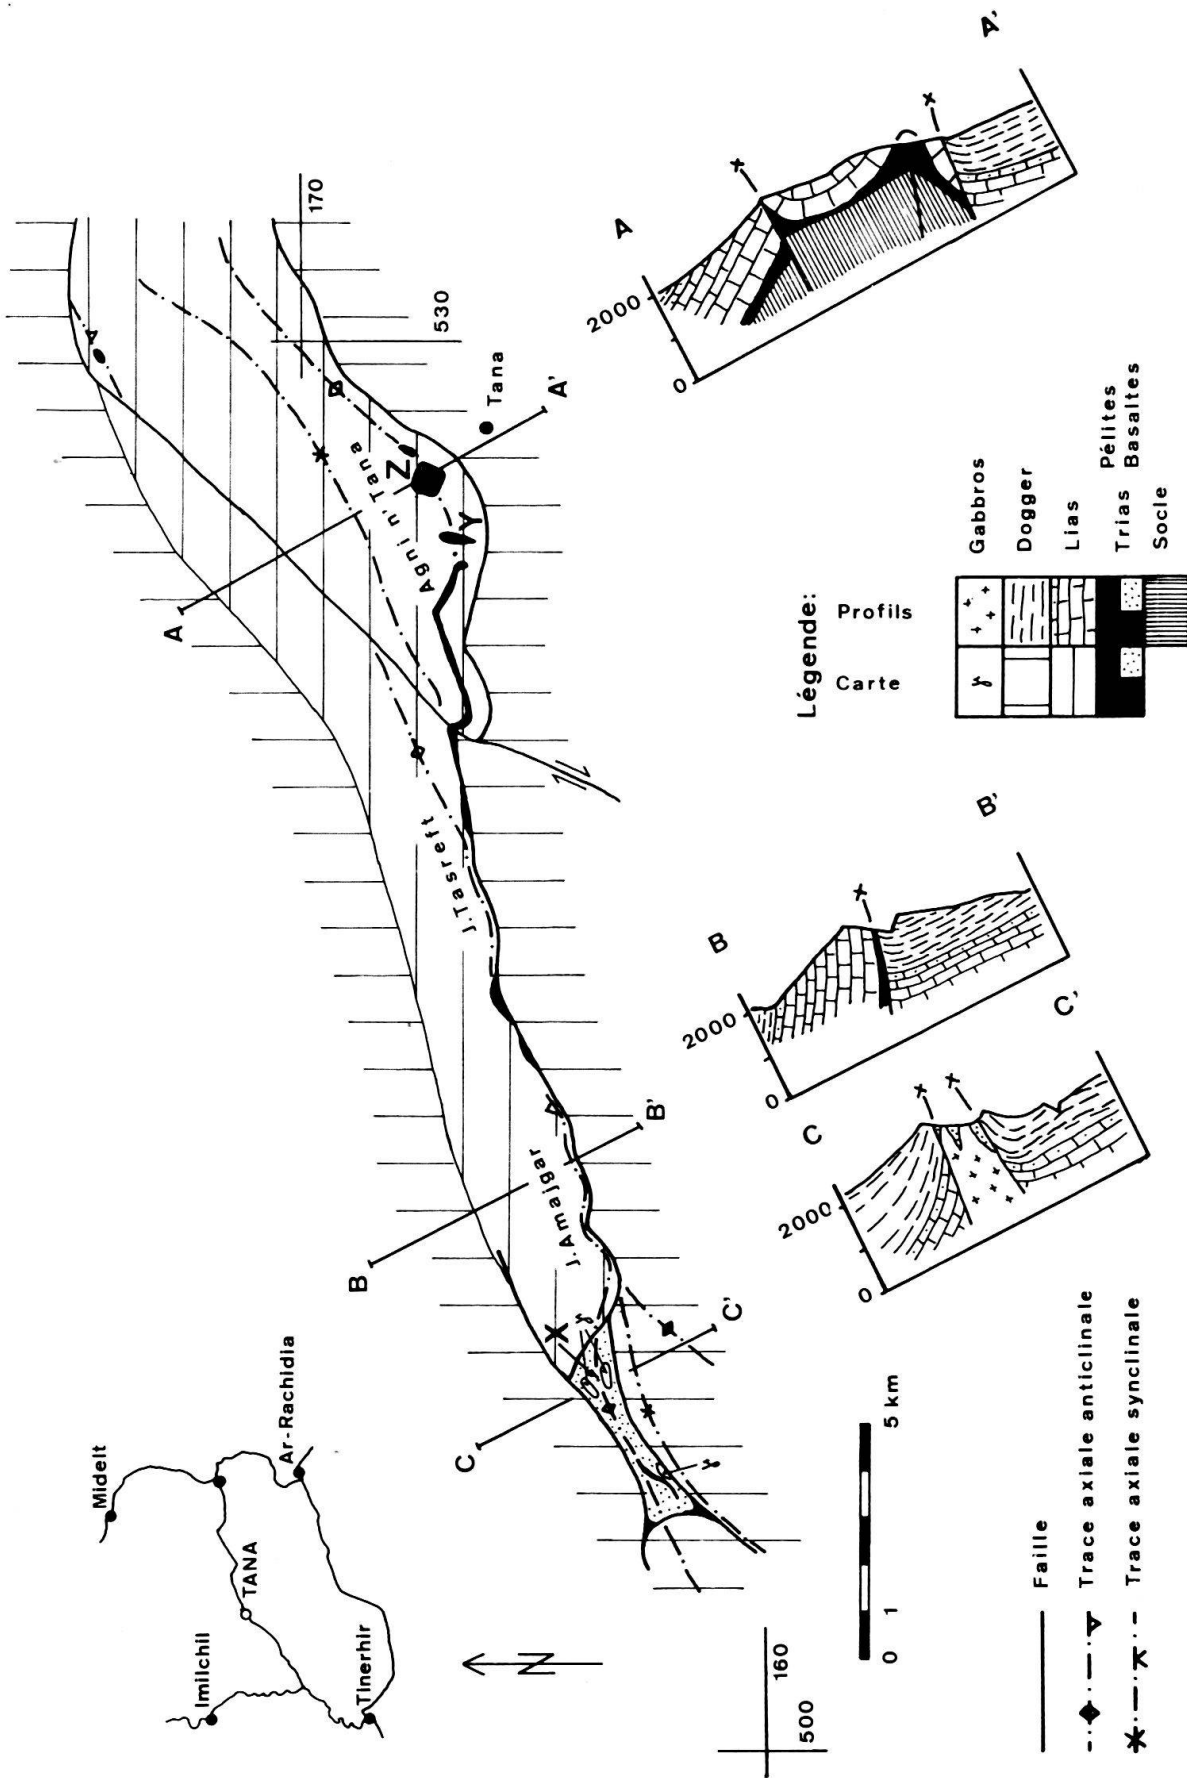 Midelt
Imilchil
TANA
Ar-Rachidia
Tinerhir
N
160
500
170
530
A
A'
Tana
Agni n' Tana
Z
Y
J.Tasreft
J.Amajgar
B
B'
X
C
C'
0 1 5 km
A
A'
2000
0
B
B'
2000
0
C
C'
2000
0
Légende:
Carte Profils
Gabbros
Dogger
Lias
Trias Pélites
Basaltes
Socle
Faille
Trace axiale anticlinale
Trace axiale synclinale